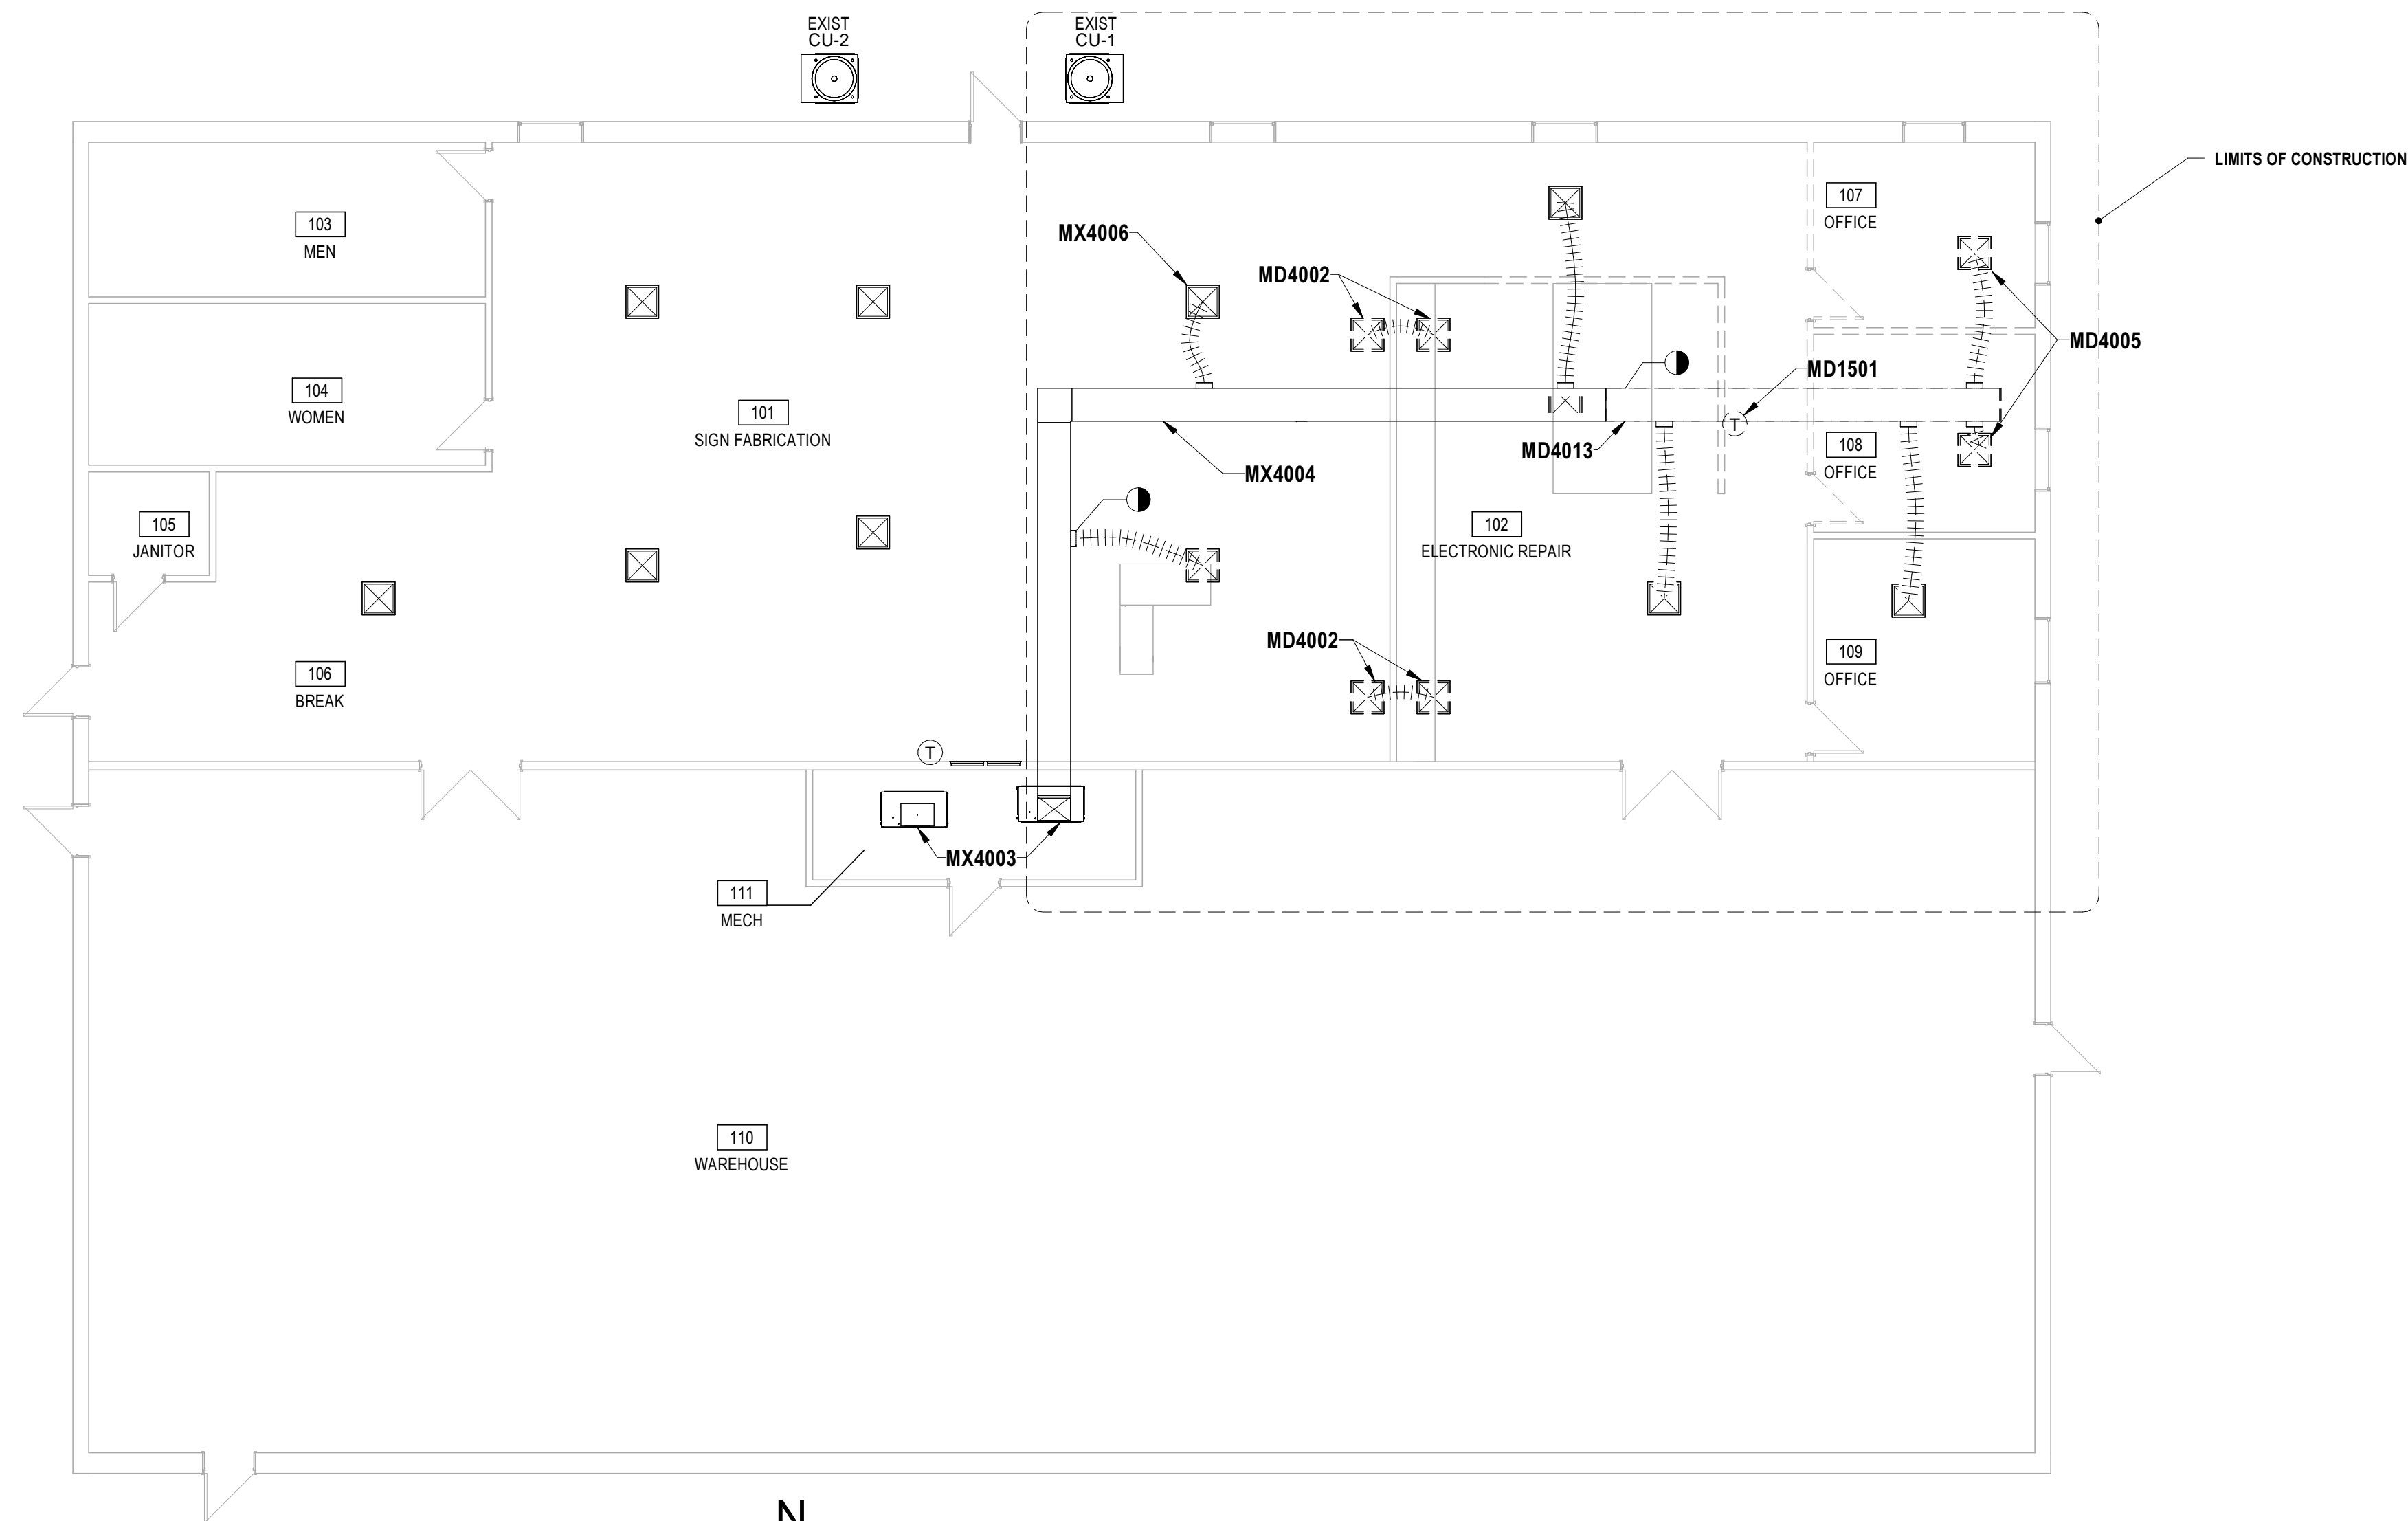 EXIST
CU-2
EXIST
CU-1
LIMITS OF CONSTRUCTION
103
MEN
107
OFFICE
MX4006
MD4002
MD4005
MD1501
104
WOMEN
101
SIGN FABRICATION
MD4013
108
OFFICE
MX4004
105
JANITOR
102
ELECTRONIC REPAIR
MD4002
109
OFFICE
106
BREAK
T
T
MX4003
111
MECH
110
WAREHOUSE
N